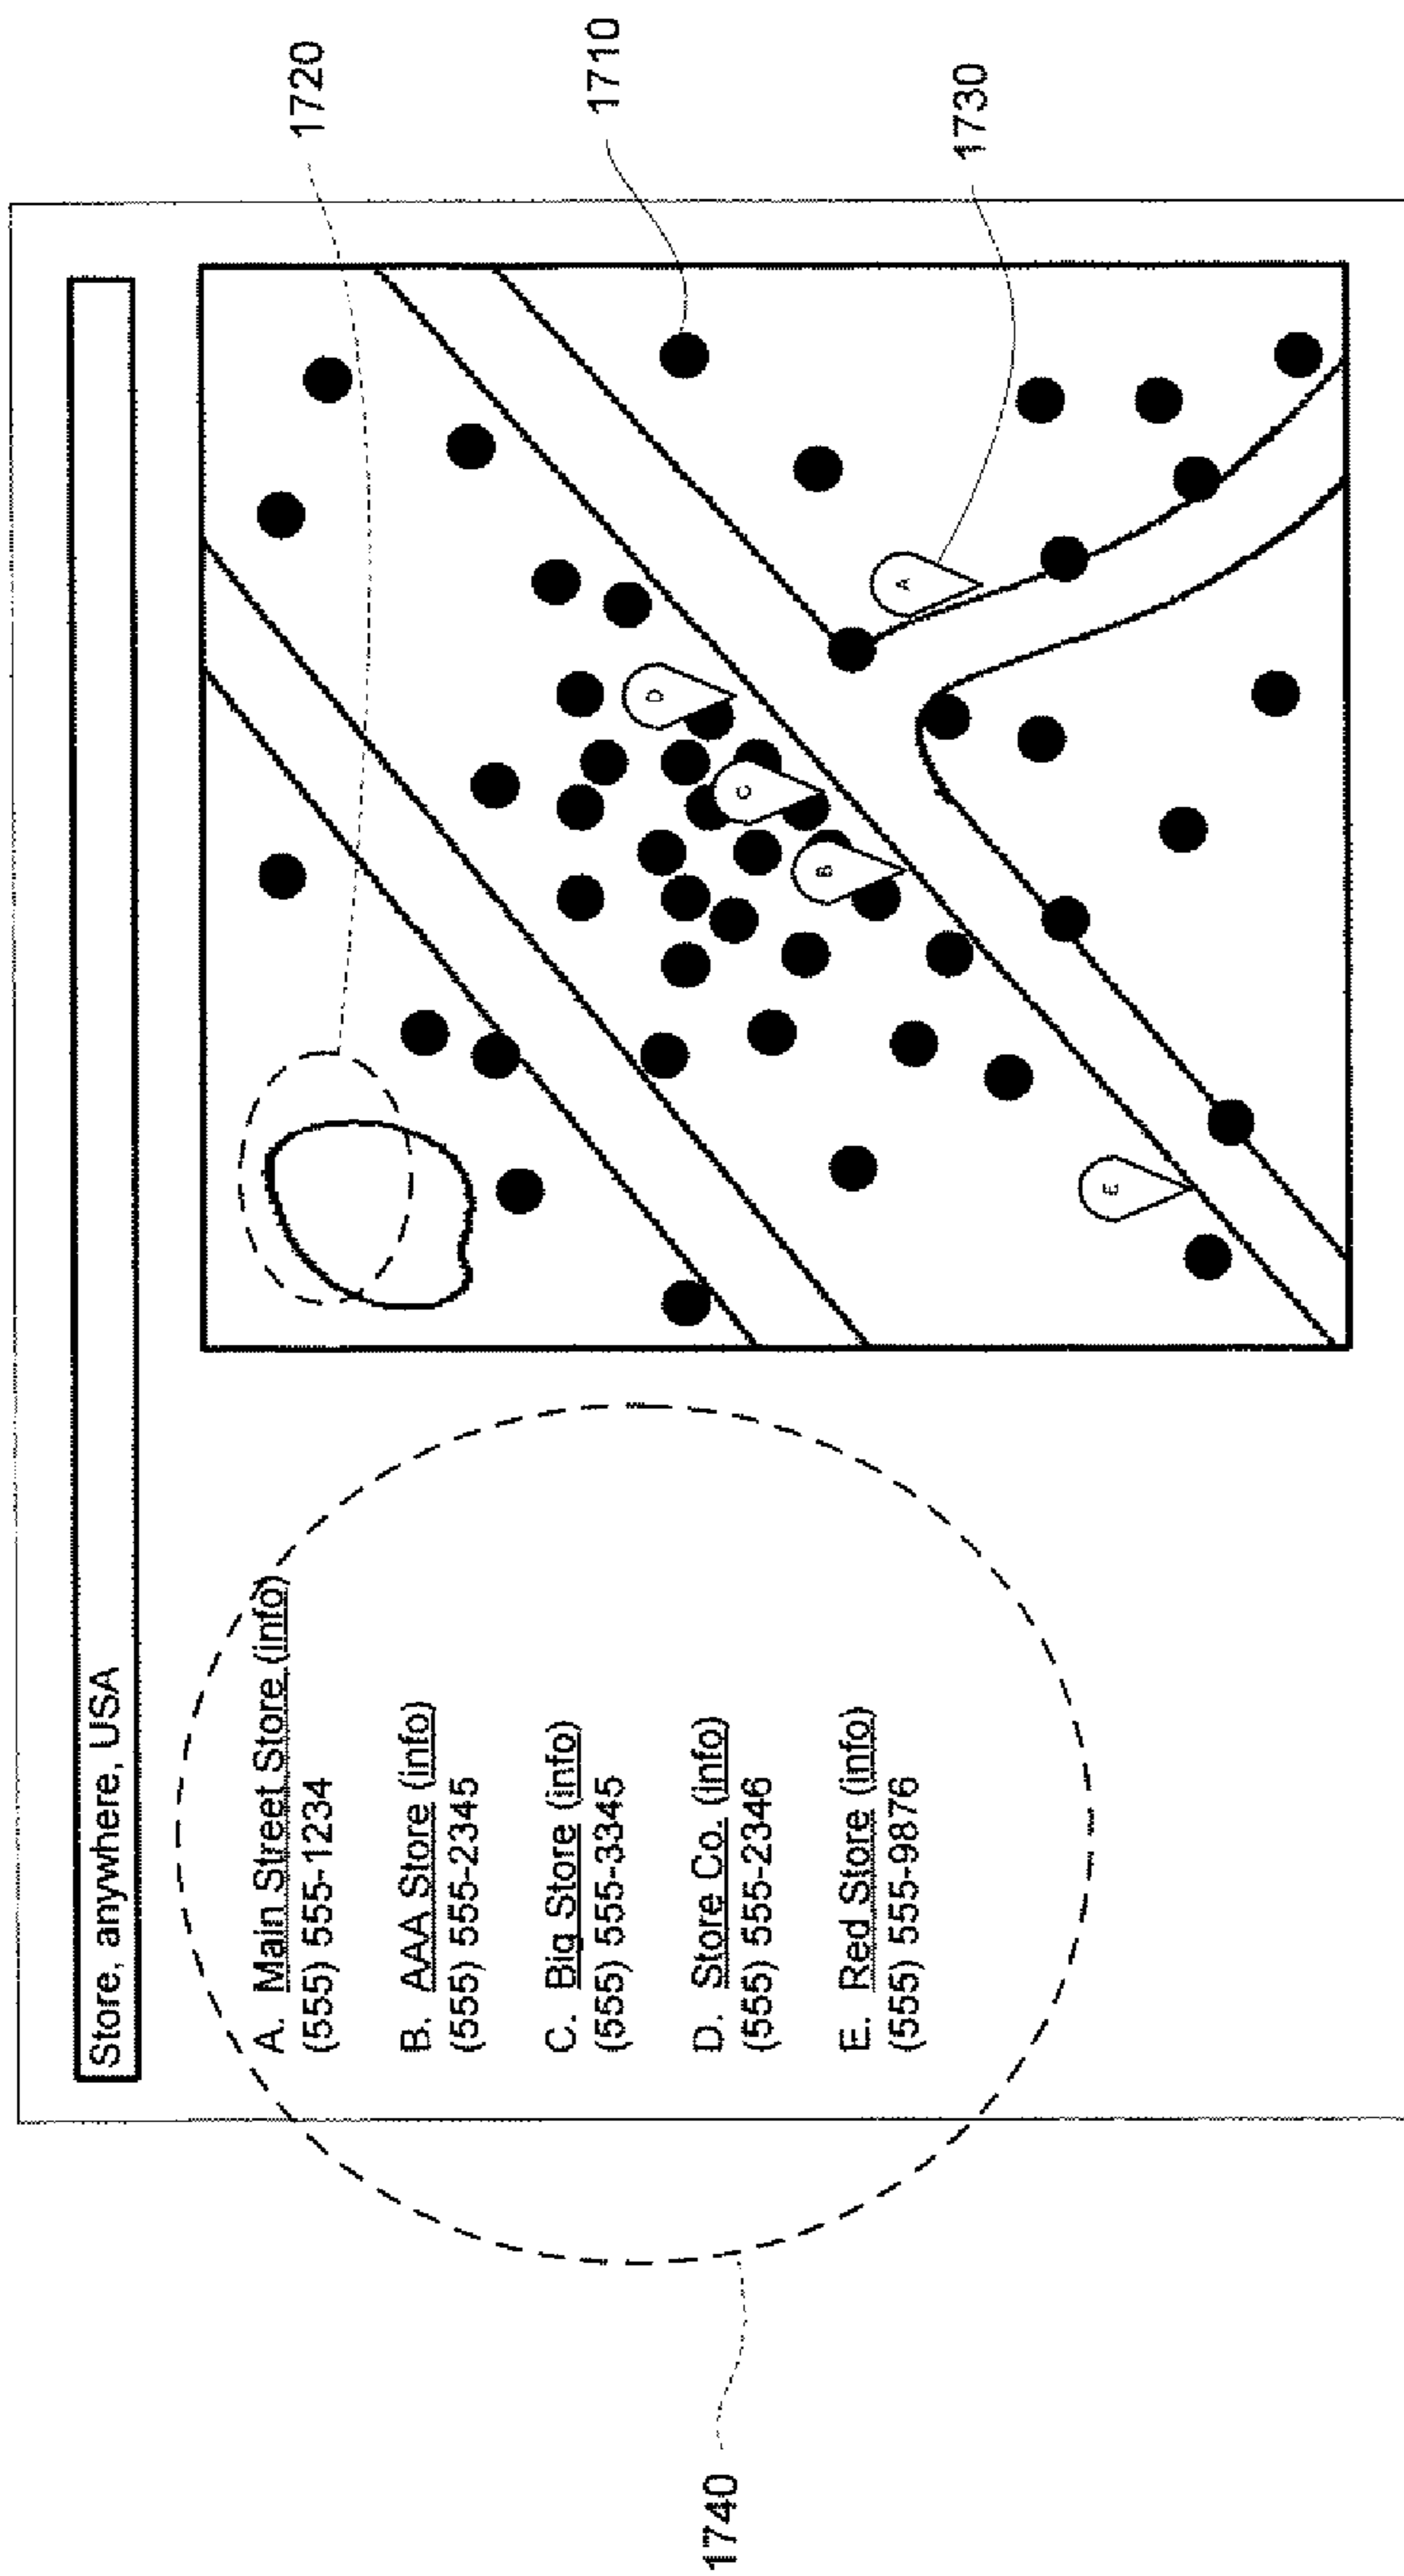 Store, anywhere, USA
A. Main Street Store (info)
(555) 555-1234
B. AAA Store (info)
(555) 555-2345
C. Big Store (info)
(555) 555-3345
D. Store Co. (info)
(555) 555-2346
E. Red Store (info)
(555) 555-9876
1740
1720
1710
1730
D
C
B
A
E